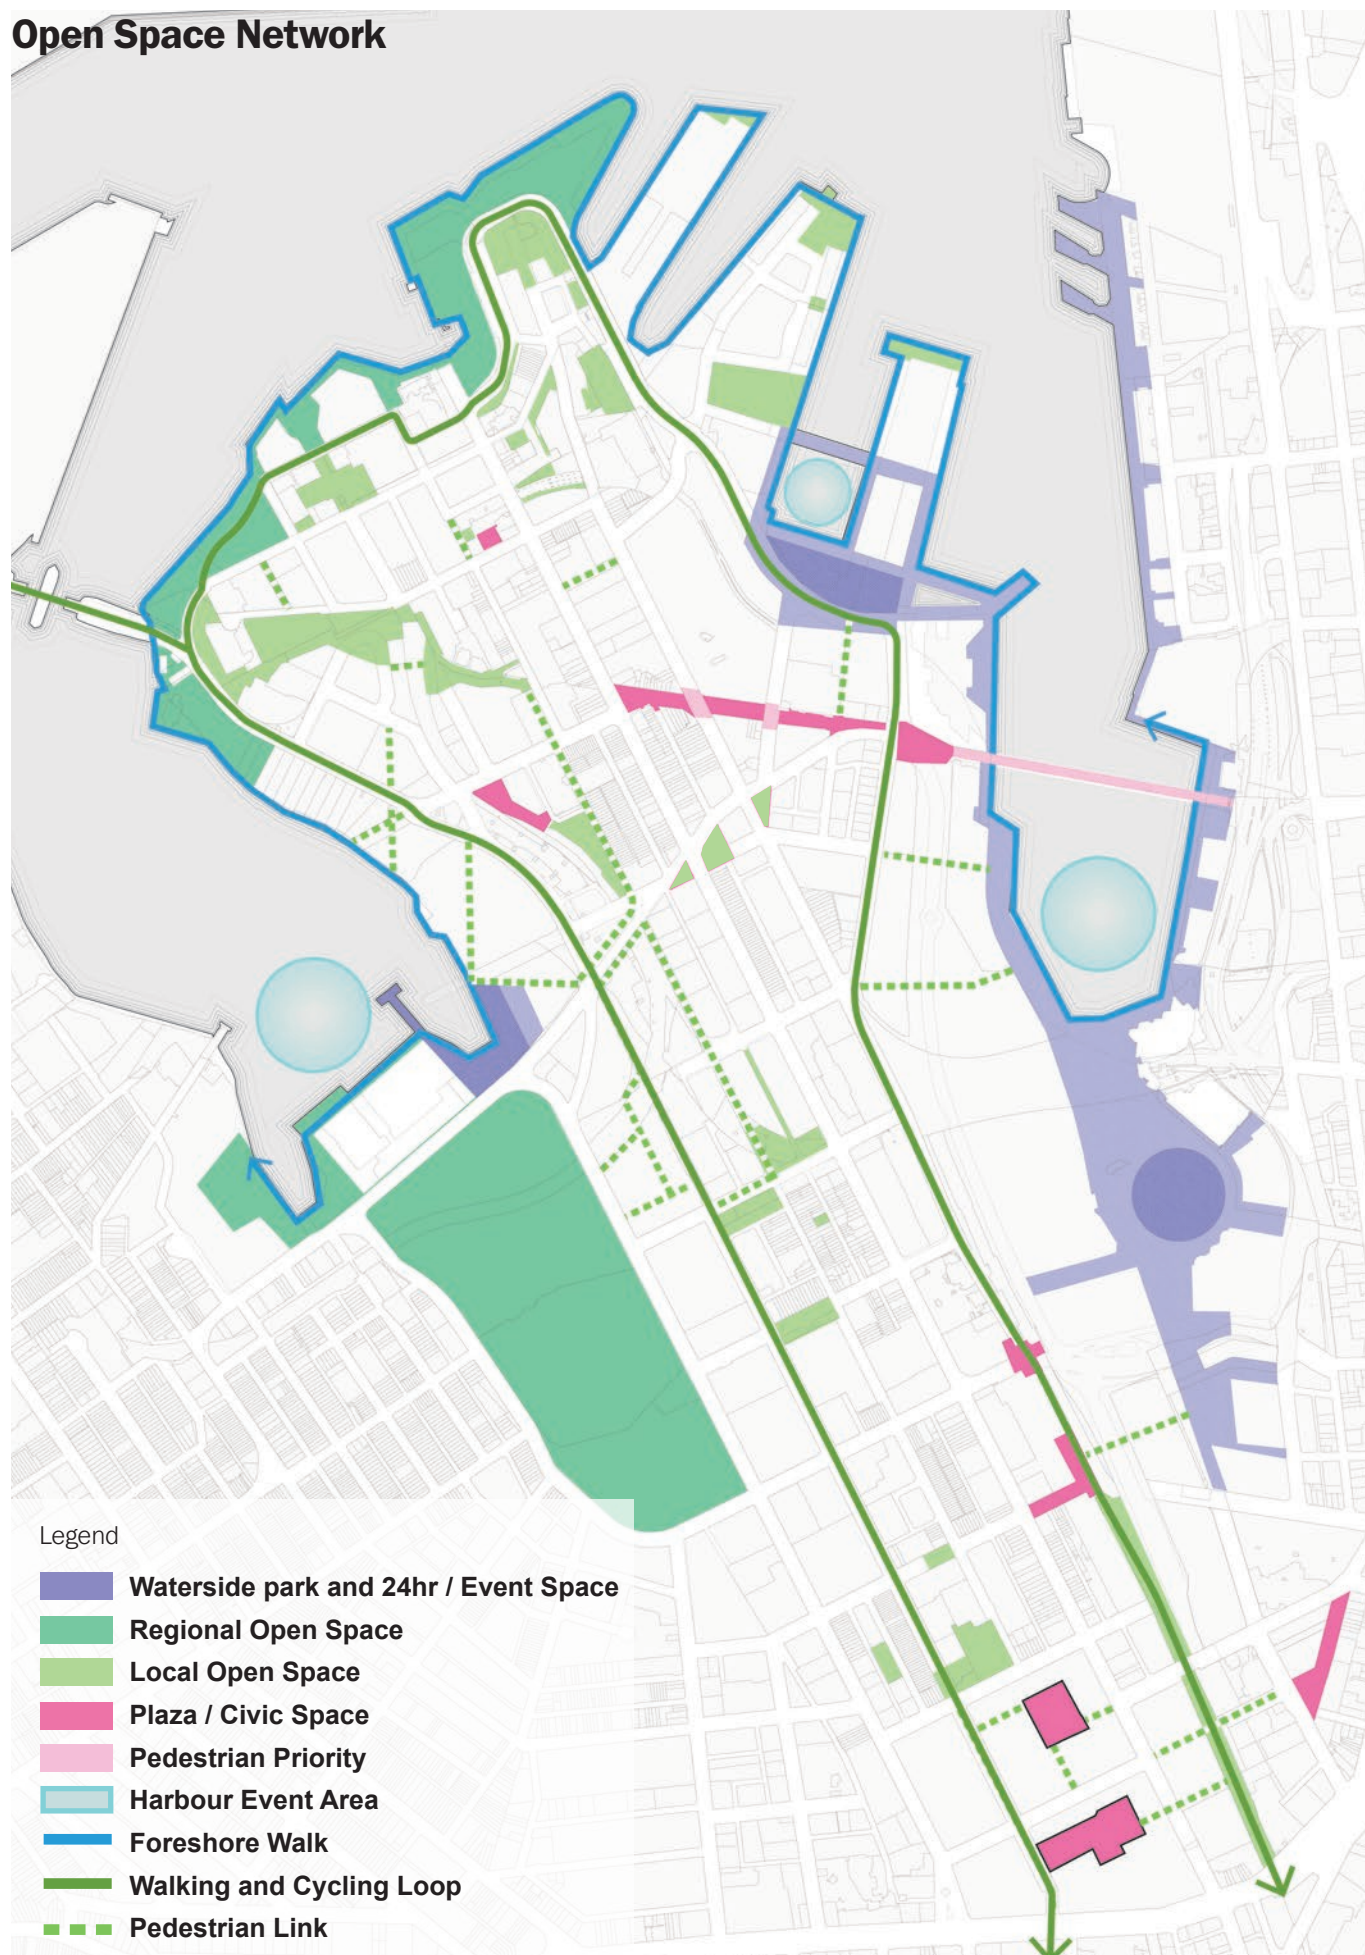 Open Space Network
Legend
Waterside park and 24hr / Event Space
Regional Open Space
Local Open Space
Plaza / Civic Space
Pedestrian Priority
Harbour Event Area
Foreshore Walk
Walking and Cycling Loop
Pedestrian Link